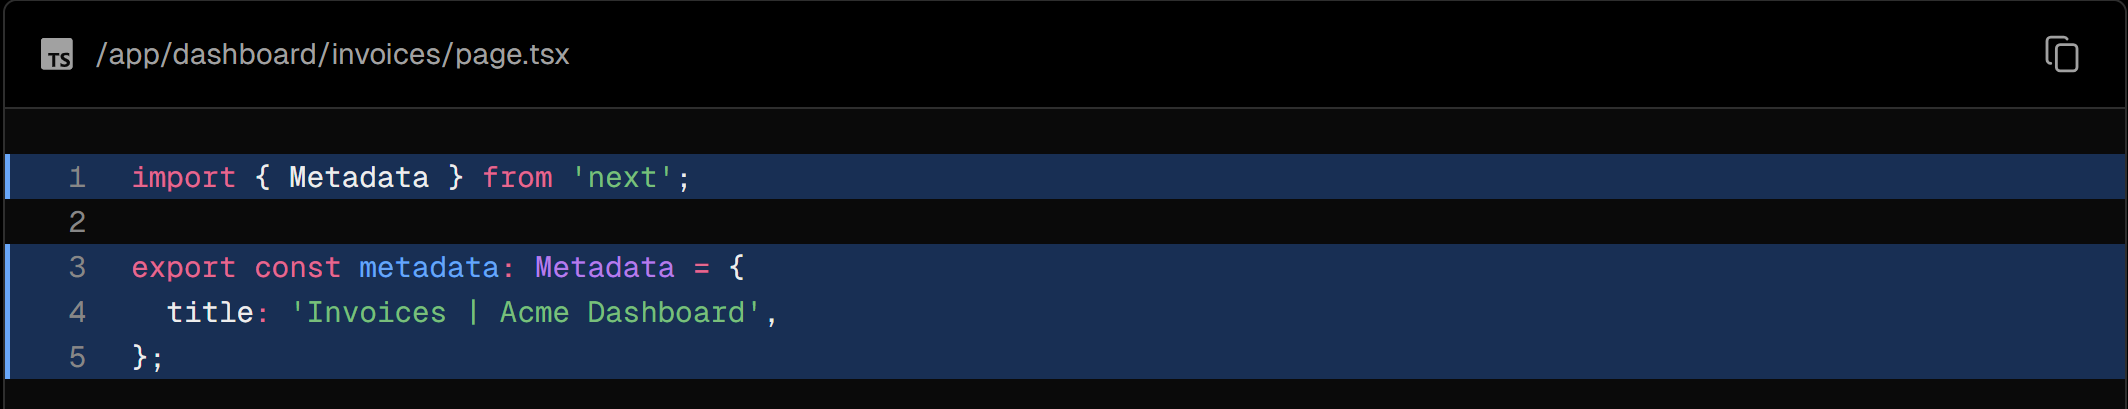 TS /app/dashboard/invoices/page.tsx
1 import { Metadata } from 'next';
2
3 export const metadata: Metadata = {
4   title: 'Invoices | Acme Dashboard',
5 };